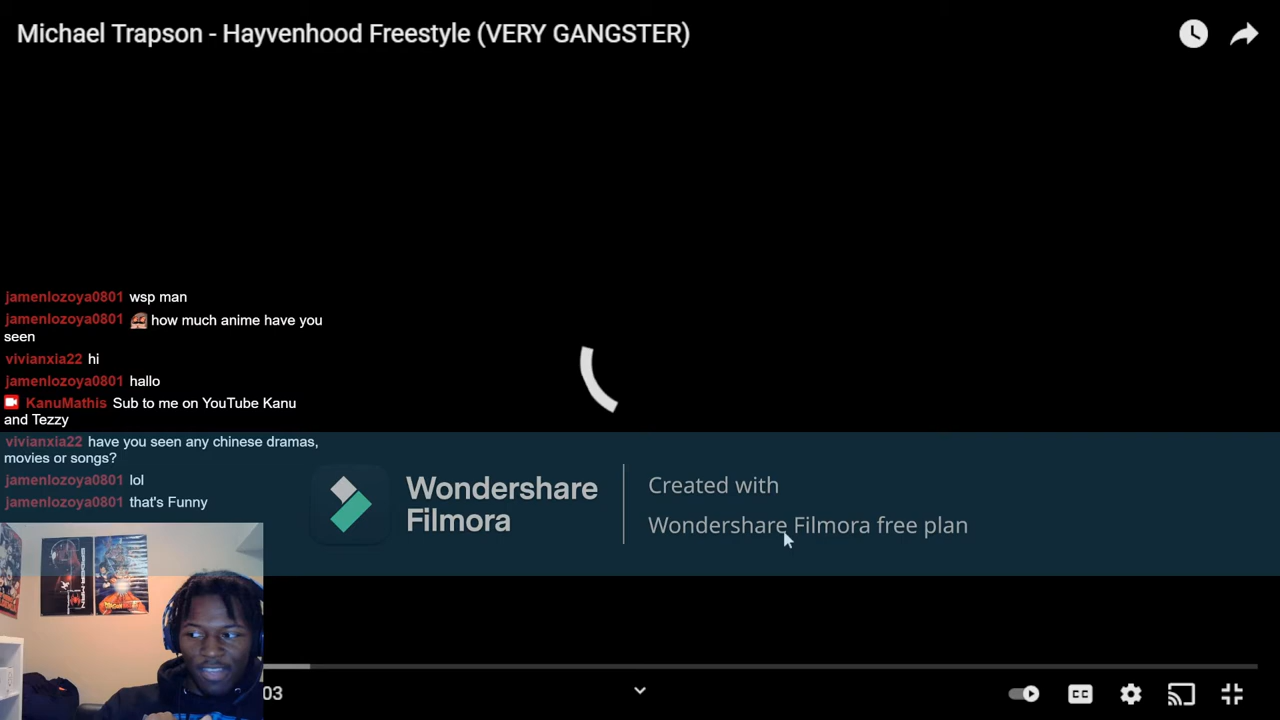 Michael Trapson - Hayvenhood Freestyle (VERY GANGSTER)
jamenlozoya0801 wsp man
jamenlozoya0801 how much anime have you
seen
vivianxia22 hi
jamenlozoya0801 hallo
KanuMathis Sub to me on YouTube Kanu
and Tezzy
vivianxia22 have you seen any chinese dramas,
movies or songs?
jamenlozoya0801 lol
jamenlozoya0801 that's Funny
Wondershare
Filmora
Created with
Wondershare Filmora free plan
03
CC